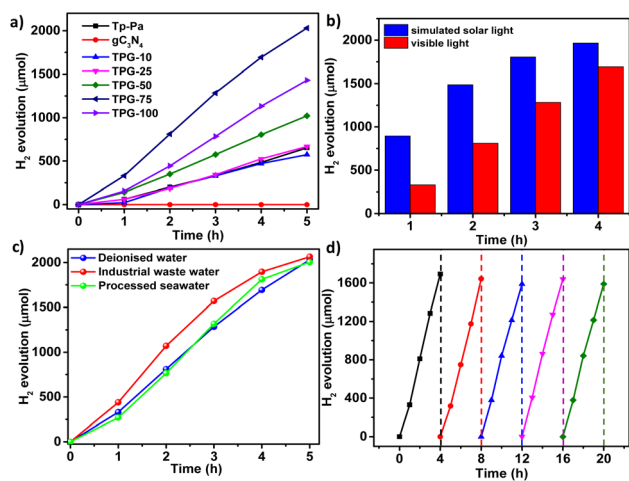 a)
Tp-Pa
gC₃N₄
TPG-10
TPG-25
TPG-50
TPG-75
TPG-100
2000
1500
1000
500
0
H₂ evolution (μmol)
0 1 2 3 4 5
Time (h)
b)
simulated solar light
visible light
2000
1500
1000
500
0
H₂ evolution (μmol)
1 2 3 4
Time (h)
c)
Deionised water
Industrial waste water
Processed seawater
2000
1500
1000
500
0
H₂ evolution (μmol)
0 1 2 3 4 5
Time (h)
d)
1600
1200
800
400
0
H₂ evolution (μmol)
0 4 8 12 16 20
Time (h)